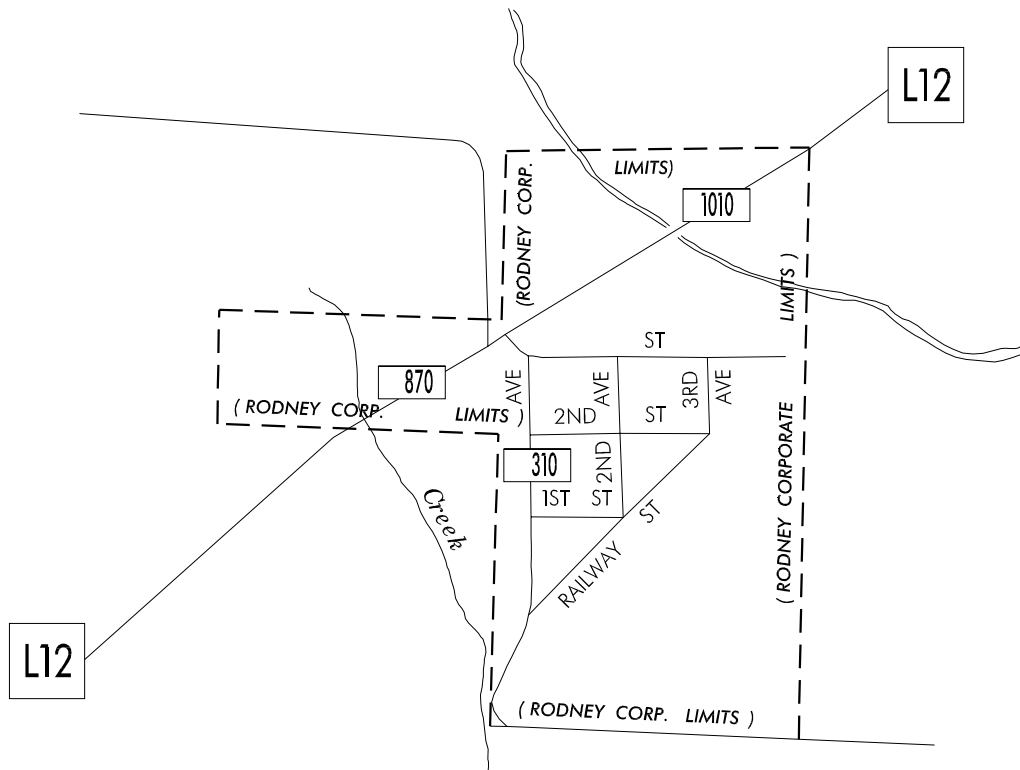 L12
(RODNEY CORP.
LIMITS)
1010
LIMITS )
ST
870
( RODNEY CORP. LIMITS )
AVE
AVE
3RD AVE
2ND ST
310
2ND
1ST ST
ST
RAILWAY
Creek
( RODNEY CORPORATE
L12
( RODNEY CORP. LIMITS )